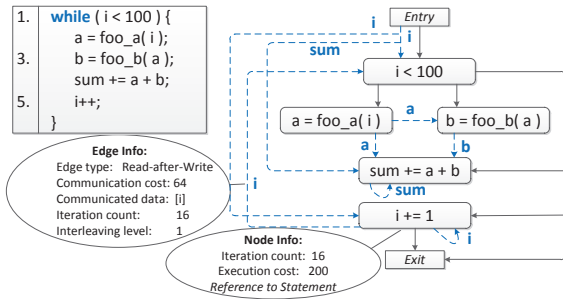 1. while ( i < 100 ) {
a = foo_a( i );
3. b = foo_b( a );
sum += a + b;
5. i++;
}
Edge Info:
Edge type: Read-after-Write
Communication cost: 64
Communicated data: [i]
Iteration count: 16
Interleaving level: 1
Node Info:
Iteration count: 16
Execution cost: 200
Reference to Statement
Entry
i
i
sum
i < 100
a = foo_a( i )
a
b = foo_b( a )
a
b
i
sum += a + b
sum
i += 1
i
Exit